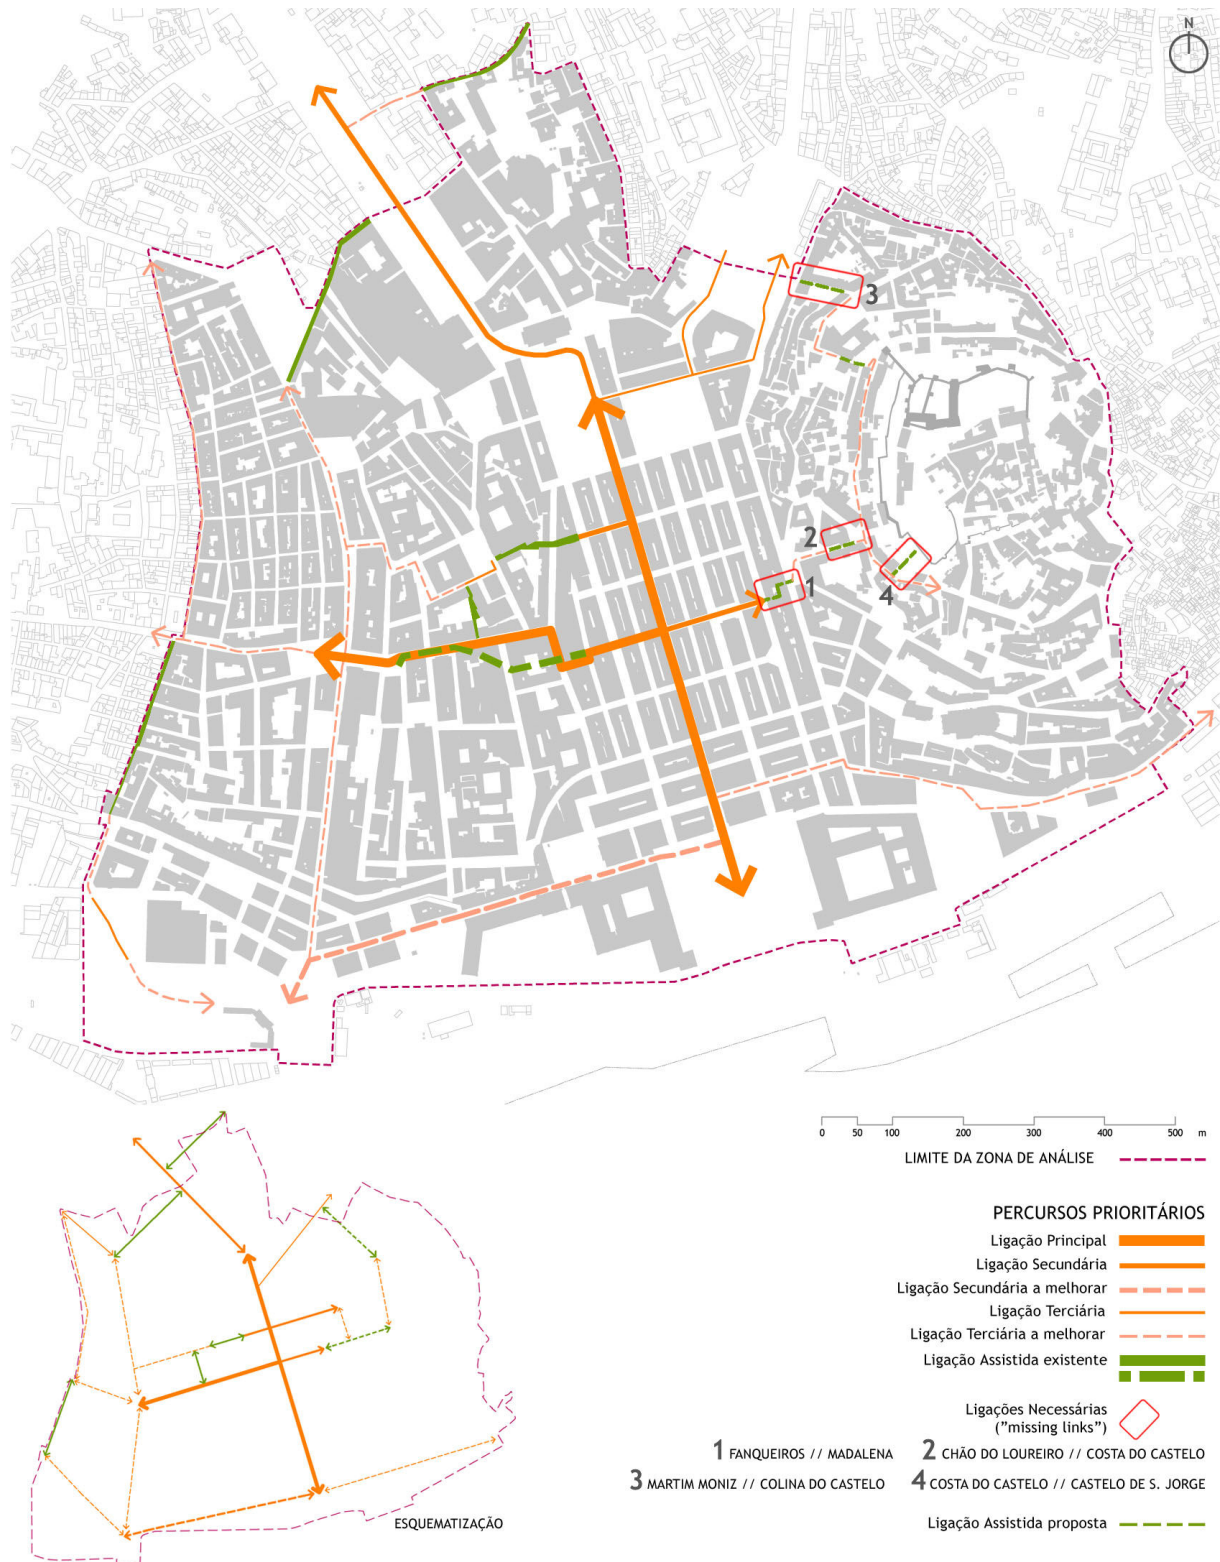 N
3
2
1
4
0 50 100 200 300 400 500 m
LIMITE DA ZONA DE ANÁLISE
PERCURSOS PRIORITÁRIOS
Ligação Principal
Ligação Secundária
Ligação Secundária a melhorar
Ligação Terciária
Ligação Terciária a melhorar
Ligação Assistida existente
Ligações Necessárias
("missing links")
1 FANQUEIROS // MADALENA 2 CHÃO DO LOUREIRO // COSTA DO CASTELO
3 MARTIM MONIZ // COLINA DO CASTELO 4 COSTA DO CASTELO // CASTELO DE S. JORGE
Ligação Assistida proposta
ESQUEMATIZAÇÃO